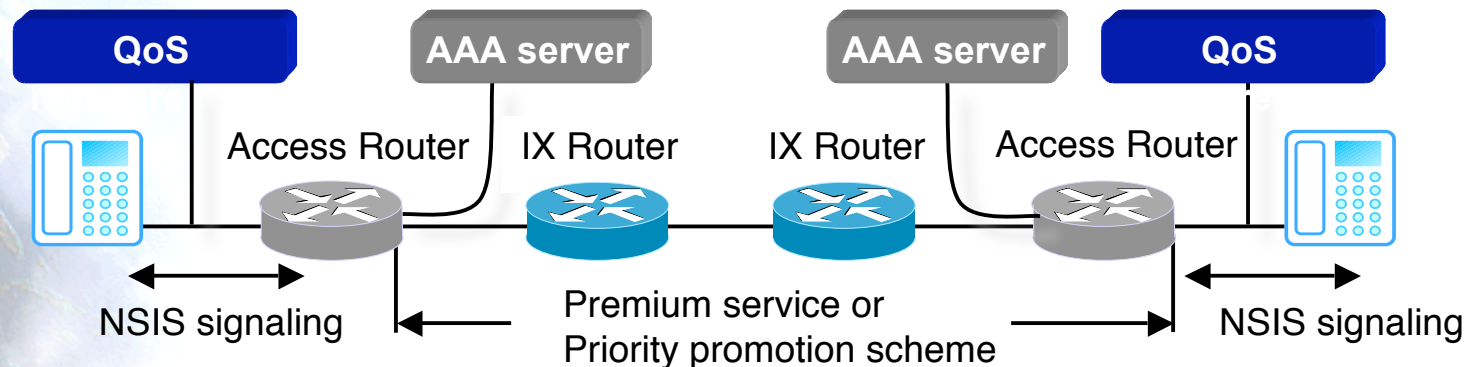 QoS
AAA server
AAA server
QoS
Access Router
IX Router
IX Router
Access Router
NSIS signaling
Premium service or
Priority promotion scheme
NSIS signaling